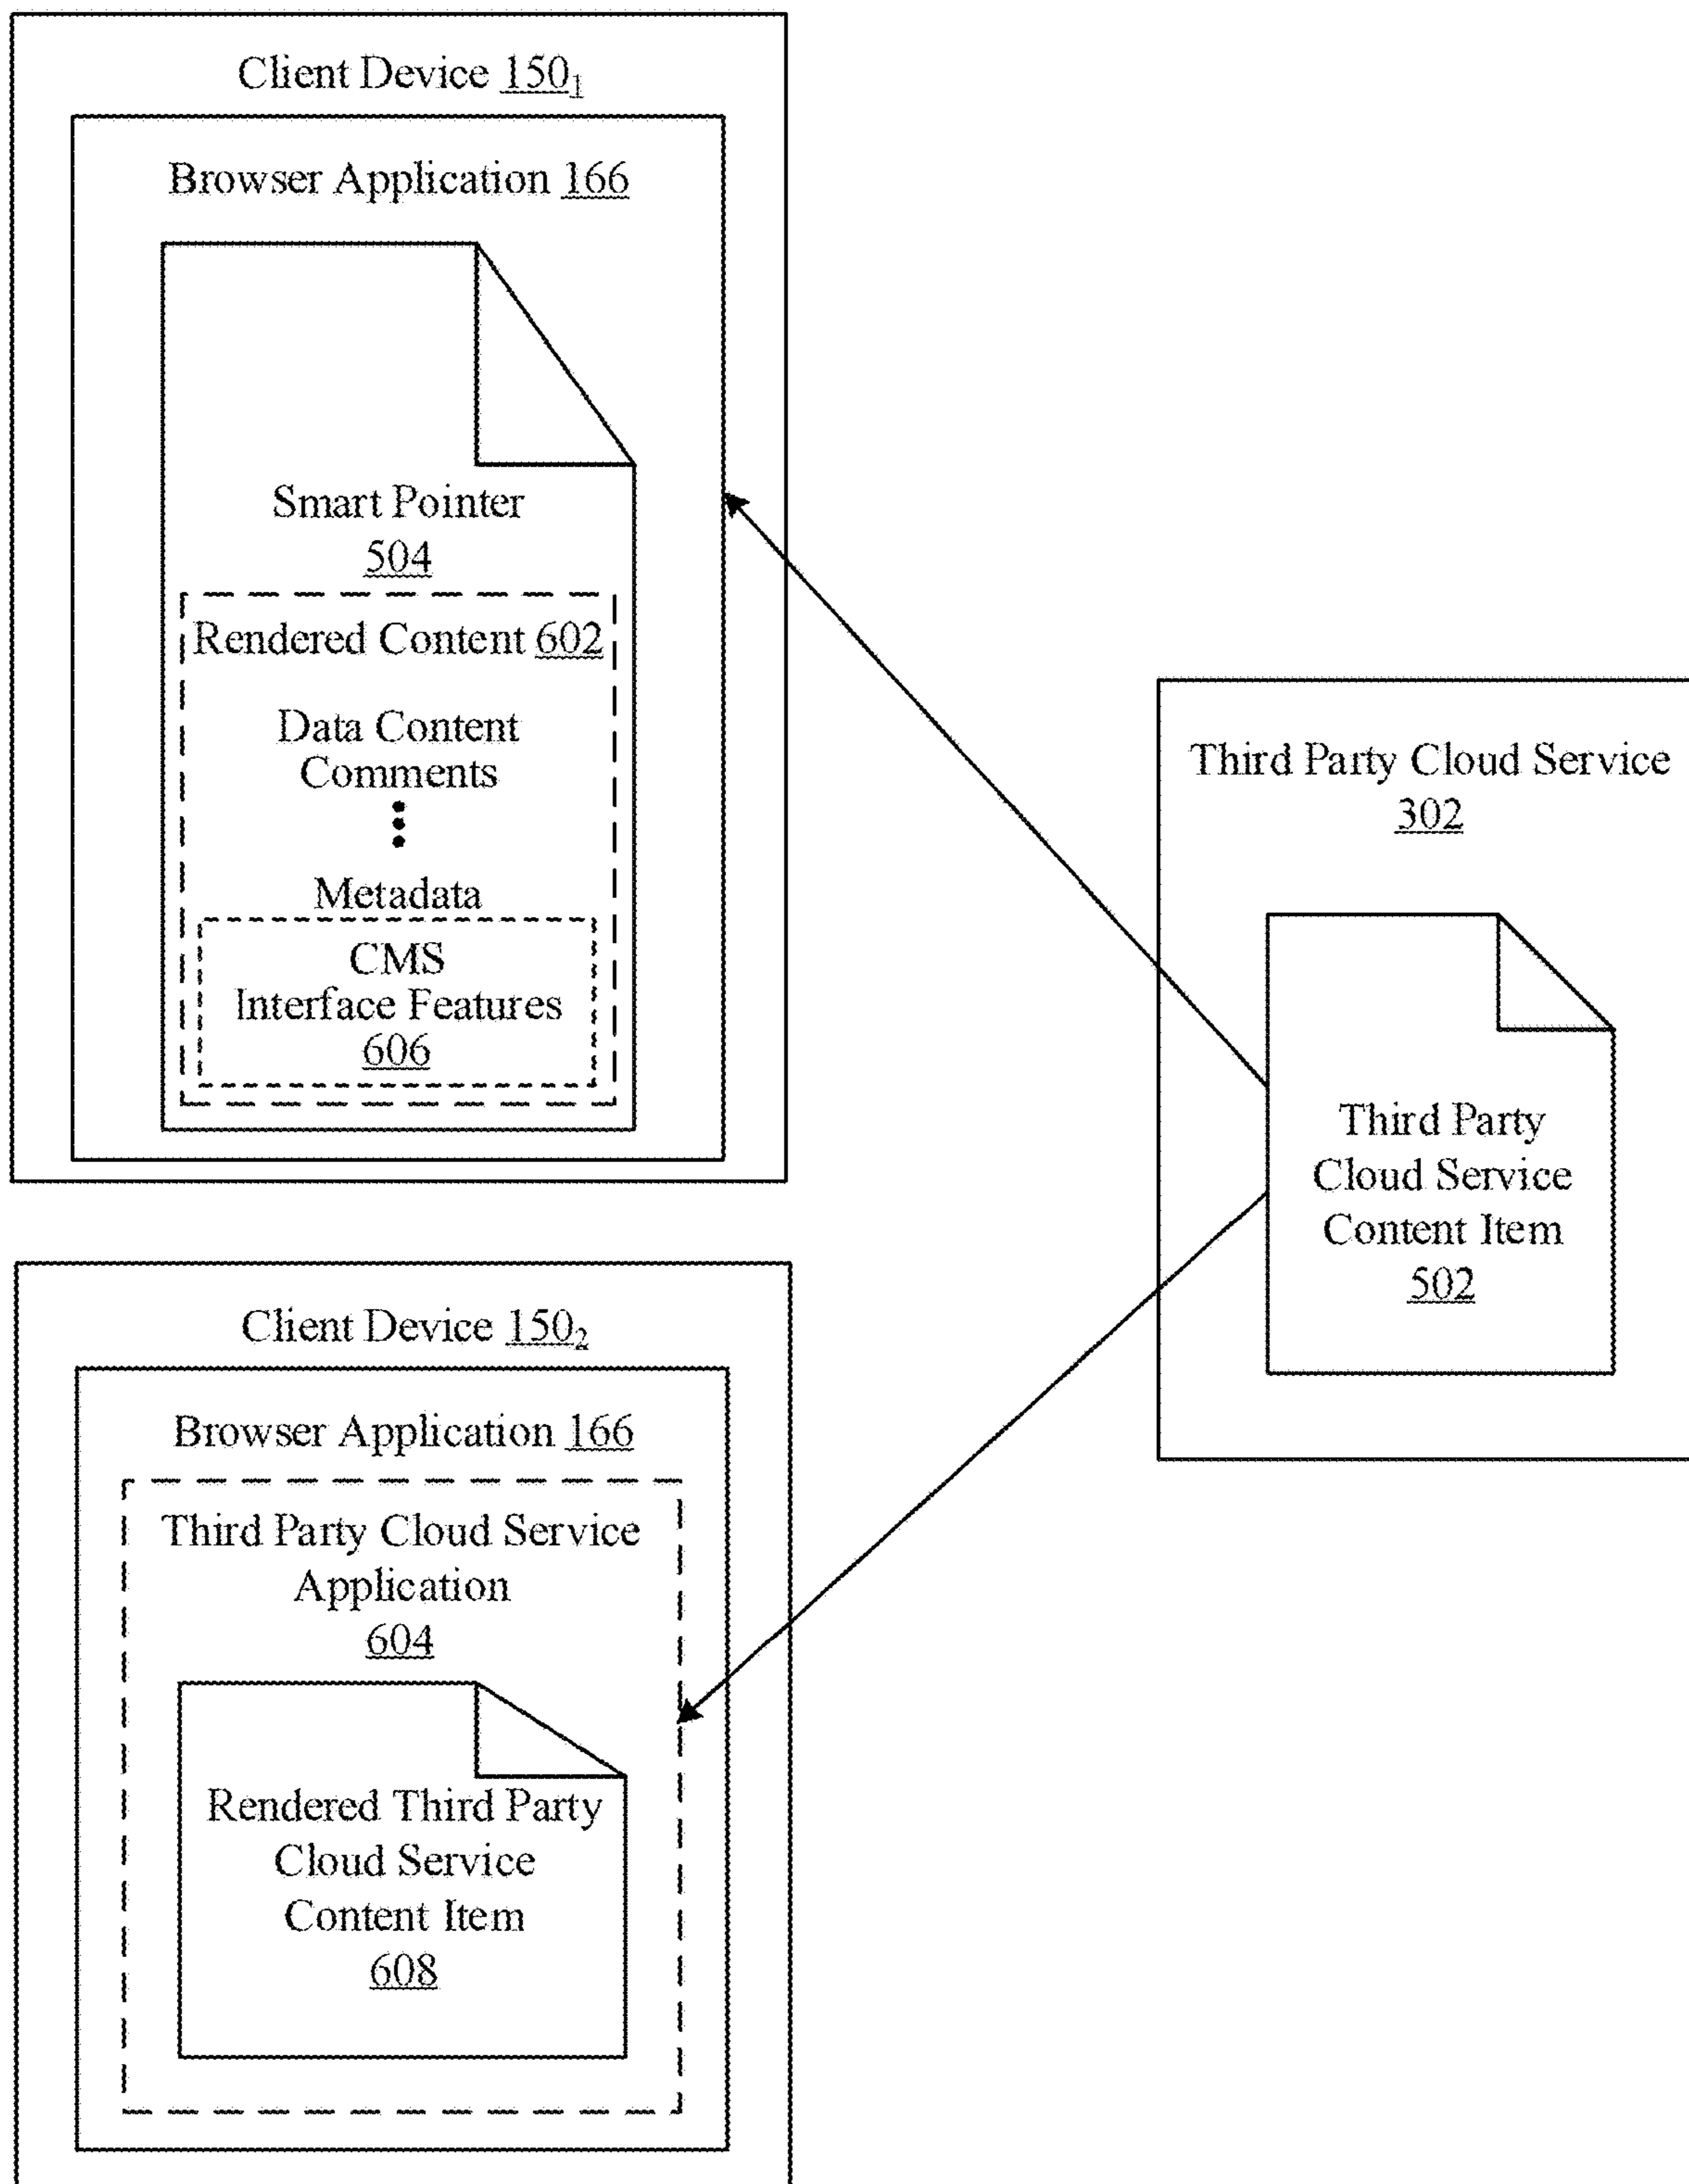 Client Device 150₁
Browser Application 166
Smart Pointer
504
Rendered Content 602
Data Content
Comments
Metadata
CMS
Interface Features
606
Third Party Cloud Service
302
Third Party
Cloud Service
Content Item
502
Client Device 150₂
Browser Application 166
Third Party Cloud Service
Application
604
Rendered Third Party
Cloud Service
Content Item
608